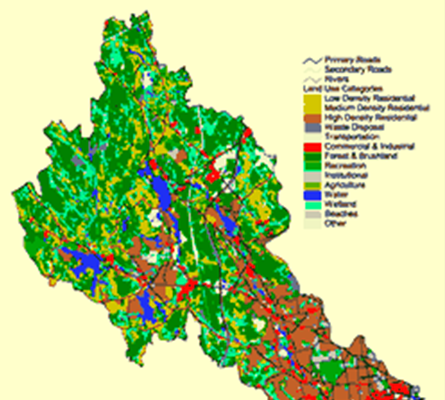 Primary Roads
Secondary Roads
Rivers
Land Use Categories
Low Density Residential
Medium Density Residential
High Density Residential
Waste Disposal
Transportation
Commercial & Industrial
Forest & Brushland
Recreation
Institutional
Agriculture
Water
Wetland
Beaches
Other